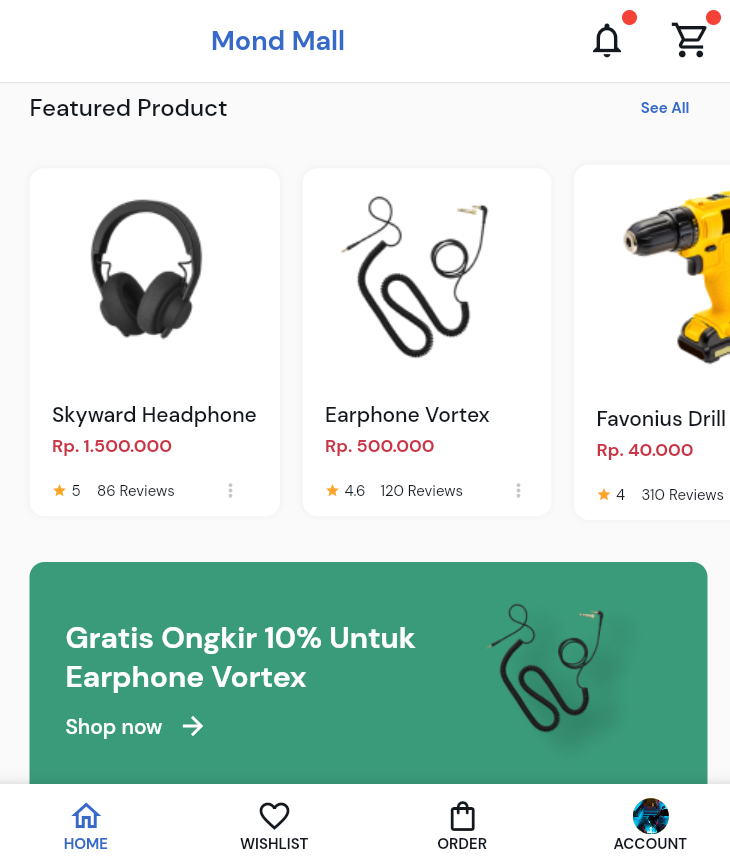 Mond Mall
Featured Product
See All
Skyward Headphone
Rp. 1.500.000
5 86 Reviews
Earphone Vortex
Rp. 500.000
4.6 120 Reviews
Favonius Drill
Rp. 40.000
4 310 Reviews
Gratis Ongkir 10% Untuk
Earphone Vortex
Shop now
HOME
WISHLIST
ORDER
ACCOUNT